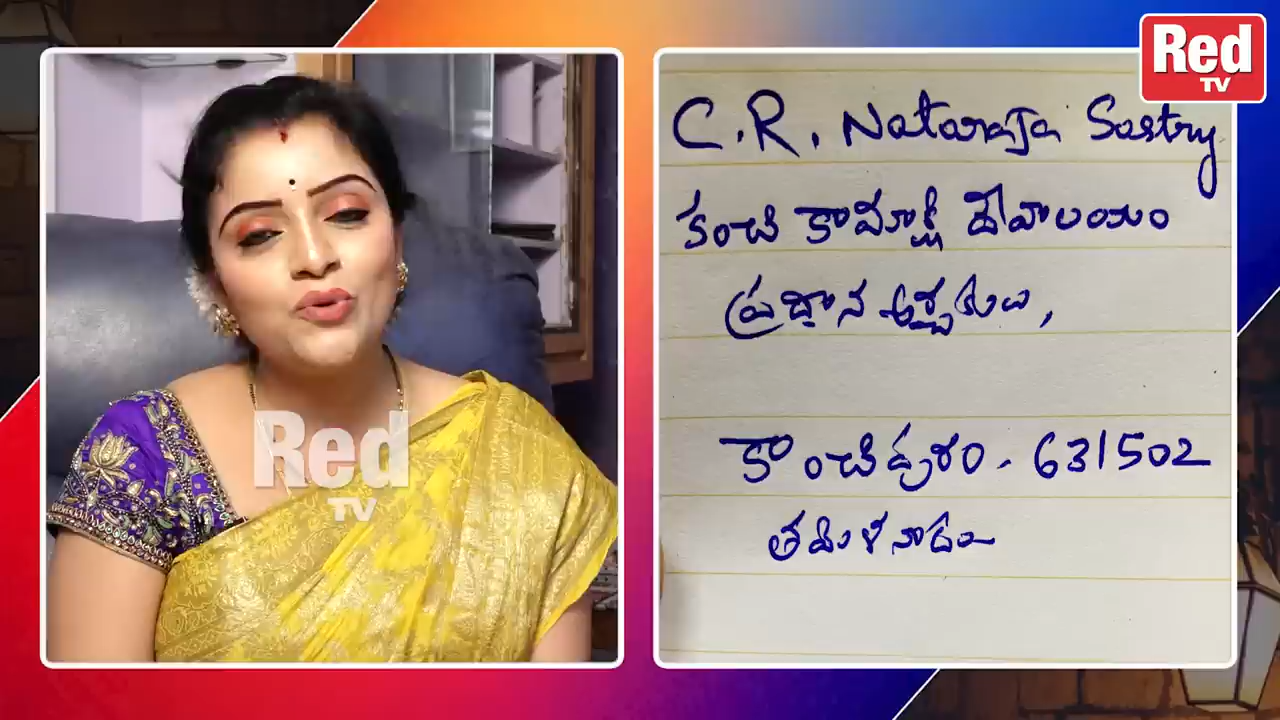 Red
TV
C.R. Nataraja Sastry
కంచి కామాక్షి దేవాలయం
ప్రధాన అర్చకులు,
కాంచీపురం - 631502
తమిళనాడు
Red
TV